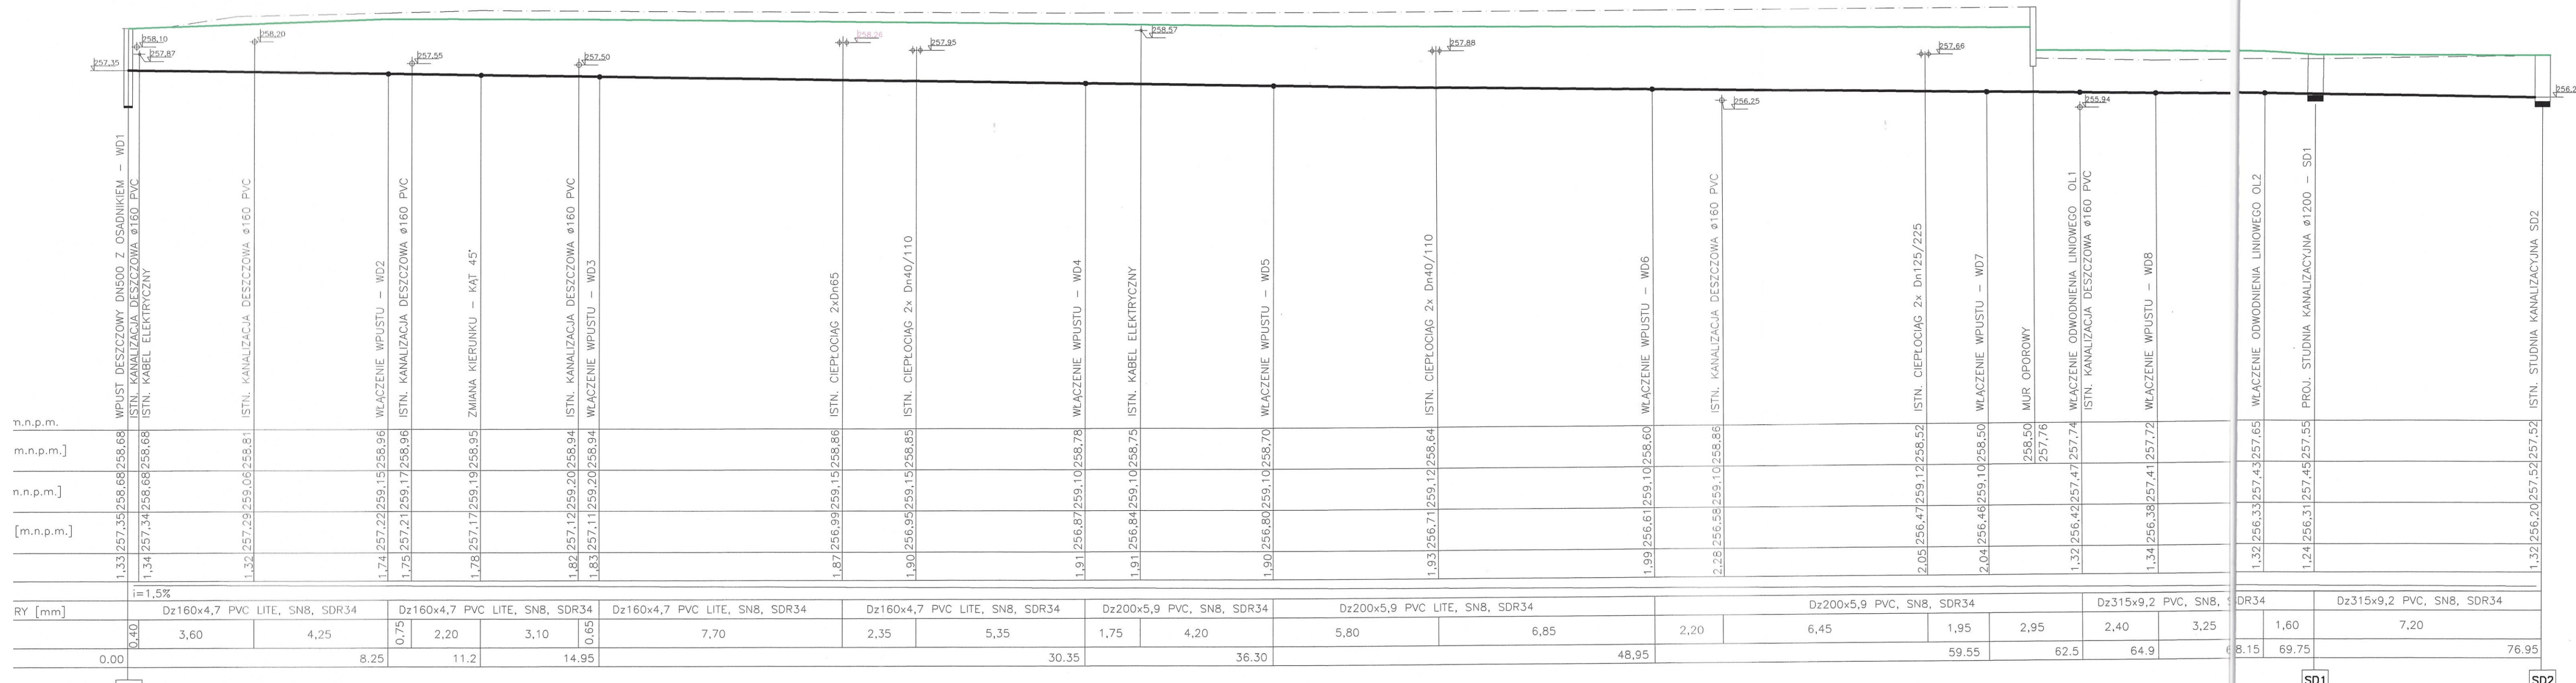 258,10
257,87
258,20
257,55
257,50
258,26
257,95
258,57
257,88
257,66
257,35
256,25
255,94
256,2
WPUST DESZCZOWY DN500 Z OSADNIKIEM – WD1
ISTN. KANALIZACJA DESZCZOWA ø160 PVC
ISTN. KABEL ELEKTRYCZNY
ISTN. KANALIZACJA DESZCZOWA ø160 PVC
WŁĄCZENIE WPUSTU – WD2
ISTN. KANALIZACJA DESZCZOWA ø160 PVC
ZMIANA KIERUNKU – KĄT 45°
ISTN. KANALIZACJA DESZCZOWA ø160 PVC
WŁĄCZENIE WPUSTU – WD3
ISTN. CIEPŁOCIĄG 2xDn65
ISTN. CIEPŁOCIĄG 2x Dn40/110
WŁĄCZENIE WPUSTU – WD4
ISTN. KABEL ELEKTRYCZNY
WŁĄCZENIE WPUSTU – WD5
ISTN. CIEPŁOCIĄG 2x Dn40/110
WŁĄCZENIE WPUSTU – WD6
ISTN. KANALIZACJA DESZCZOWA ø160 PVC
ISTN. CIEPŁOCIĄG 2x Dn125/225
WŁĄCZENIE WPUSTU – WD7
MUR OPOROWY
WŁĄCZENIE ODWODNIENIA LINIOWEGO OL1
ISTN. KANALIZACJA DESZCZOWA ø160 PVC
WŁĄCZENIE WPUSTU – WD8
WŁĄCZENIE ODWODNIENIA LINIOWEGO OL2
PROJ. STUDNIA KANALIZACYJNA ø1200 – SD1
ISTN. STUDNIA KANALIZACYJNA SD2
m.n.p.m.
m.n.p.m.] 258,68 258,68 258,81 258,96 258,96 258,95 258,94 258,94 258,86 258,85 258,78 258,75 258,70 258,64 258,60 258,86 258,52 258,50 258,50 257,76 257,74 257,72 257,65 257,55 257,52
m.n.p.m.] 258,68 258,68 259,06 259,15 259,17 259,19 259,20 259,20 259,15 259,15 259,10 259,10 259,10 259,12 259,10 259,10 259,12 259,10 257,47 257,41 257,43 257,45 257,52
[m.n.p.m.] 257,35 257,34 257,29 257,22 257,21 257,17 257,12 257,11 256,99 256,95 256,87 256,84 256,80 256,71 256,61 256,58 256,47 256,46 256,42 256,38 256,33 256,31 256,20
1,33 1,34 1,32 1,74 1,75 1,78 1,82 1,83 1,87 1,90 1,91 1,91 1,90 1,93 1,99 2,28 2,05 2,04 1,32 1,34 1,32 1,24 1,32
i=1,5%
RY [mm] Dz160x4,7 PVC LITE, SN8, SDR34 Dz160x4,7 PVC LITE, SN8, SDR34 Dz160x4,7 PVC LITE, SN8, SDR34 Dz160x4,7 PVC LITE, SN8, SDR34 Dz200x5,9 PVC, SN8, SDR34 Dz200x5,9 PVC LITE, SN8, SDR34 Dz200x5,9 PVC, SN8, SDR34 Dz315x9,2 PVC, SN8, SDR34 Dz315x9,2 PVC, SN8, SDR34
0,40 3,60 4,25 0,75 2,20 3,10 0,65 7,70 2,35 5,35 1,75 4,20 5,80 6,85 2,20 6,45 1,95 2,95 2,40 3,25 1,60 7,20
0.00 8.25 11.2 14.95 30.35 36.30 48,95 59.55 62.5 64.9 68.15 69.75 76.95
SD1 SD2